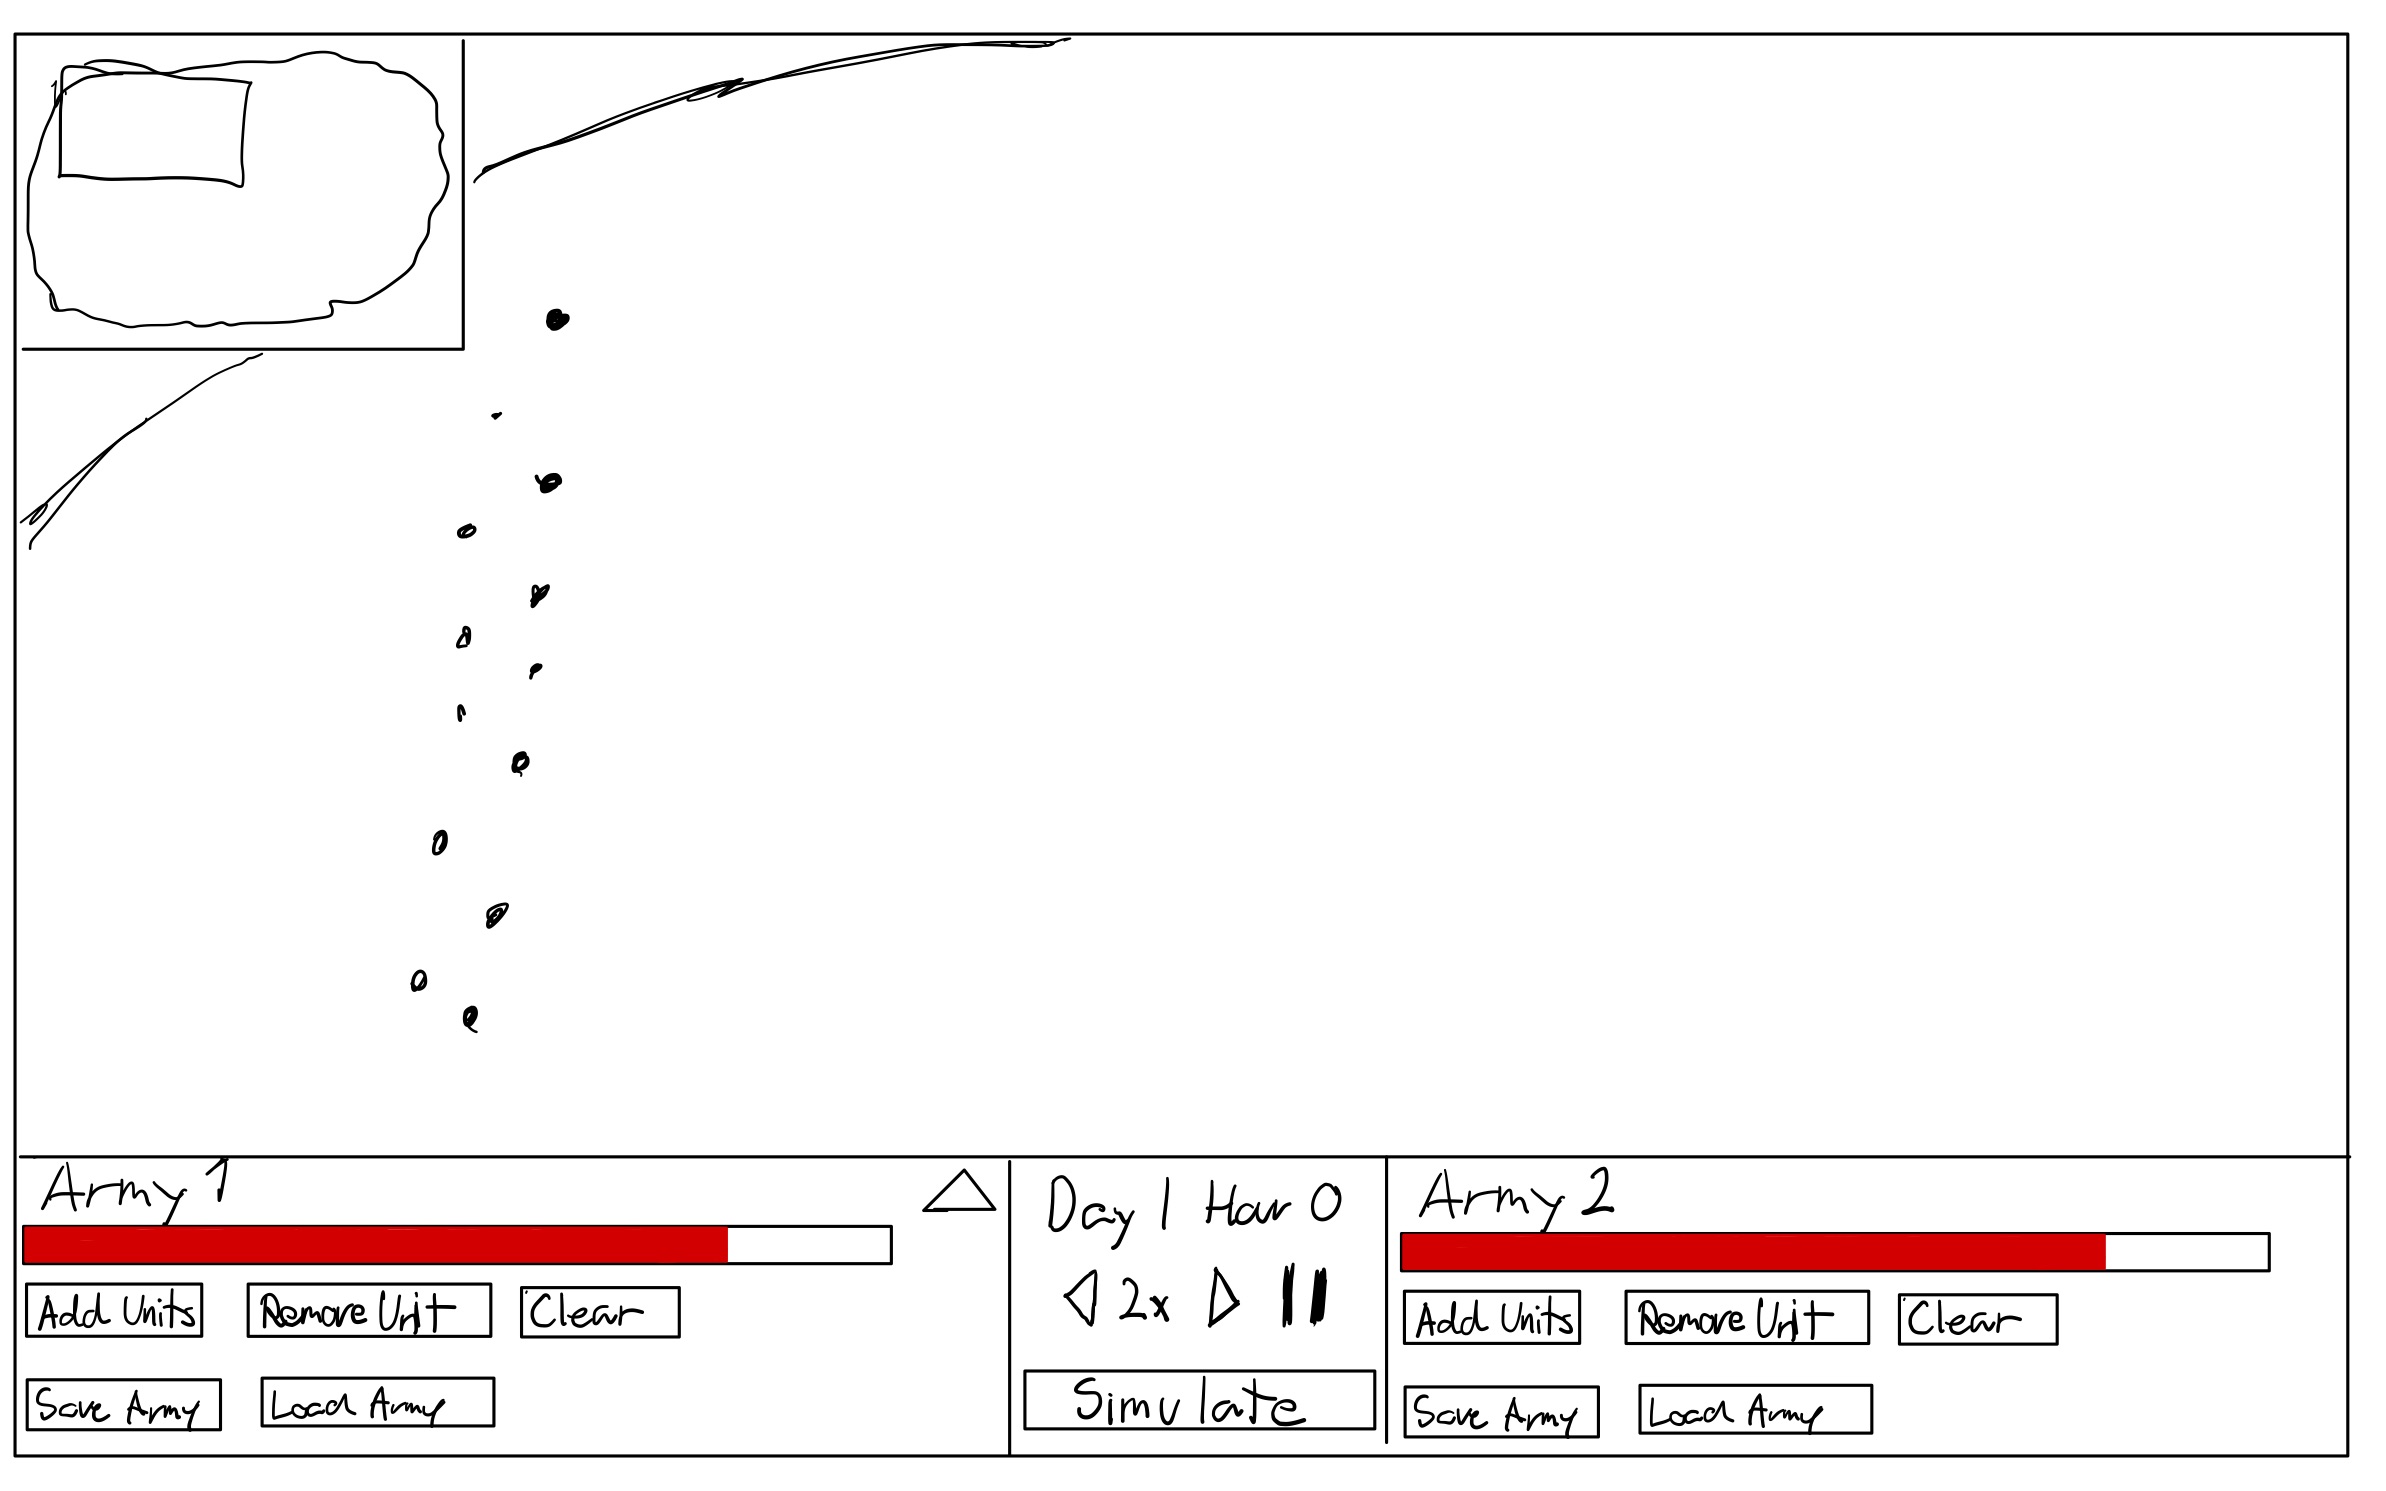 Army 1
Add Units
Remove Unit
Clear
Save Army
Load Army
Day 1 Hour 0
2x
Simulate
Army 2
Add Units
Remove Unit
Clear
Save Army
Load Army